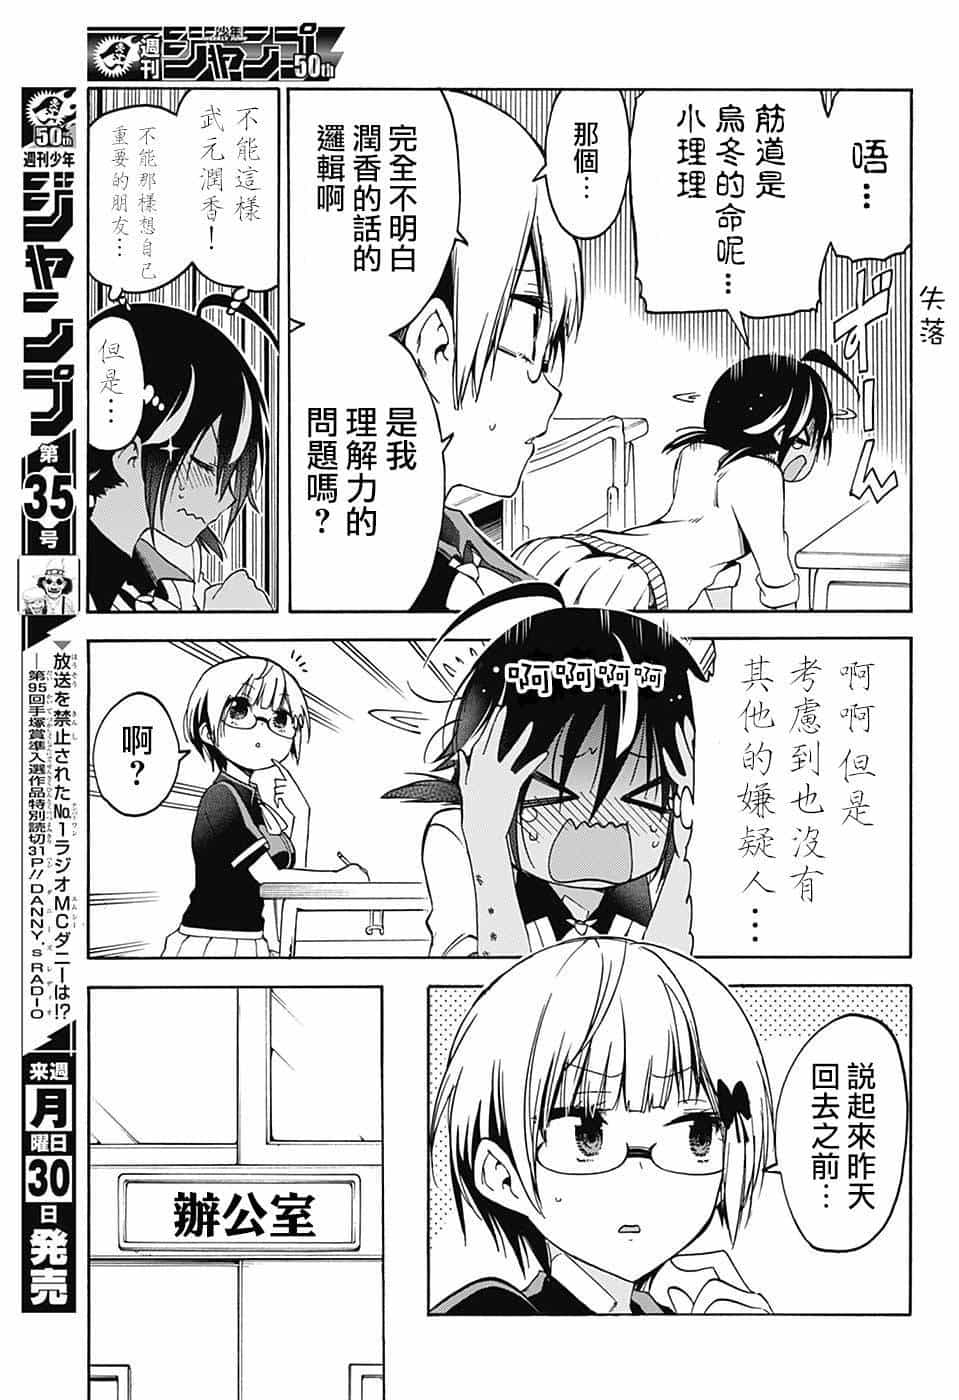 週刊
少年
ジャンプ
50th
唔…
筋道是
烏冬的命呢…
小理理
那個…
完全不明白
潤香的話的
邏輯啊
是我
理解力的
問題嗎?
ガーん
失落
不能這樣
武元潤香!
不能那樣想自己
重要的朋友…
但是…
啊啊但是
考慮到也沒有
其他的嫌疑人…
啊啊啊啊
啊?
説起來昨天
回去之前…
辦公室
50th
週刊少年
ジャンプ
第
35
号
放送を禁止されたNo.1ラジオMCダニーは!?
―第95回手塚賞準入選作品特別読切31P!!DANNY,s RADIO
来週
月
曜日
30
日
発売